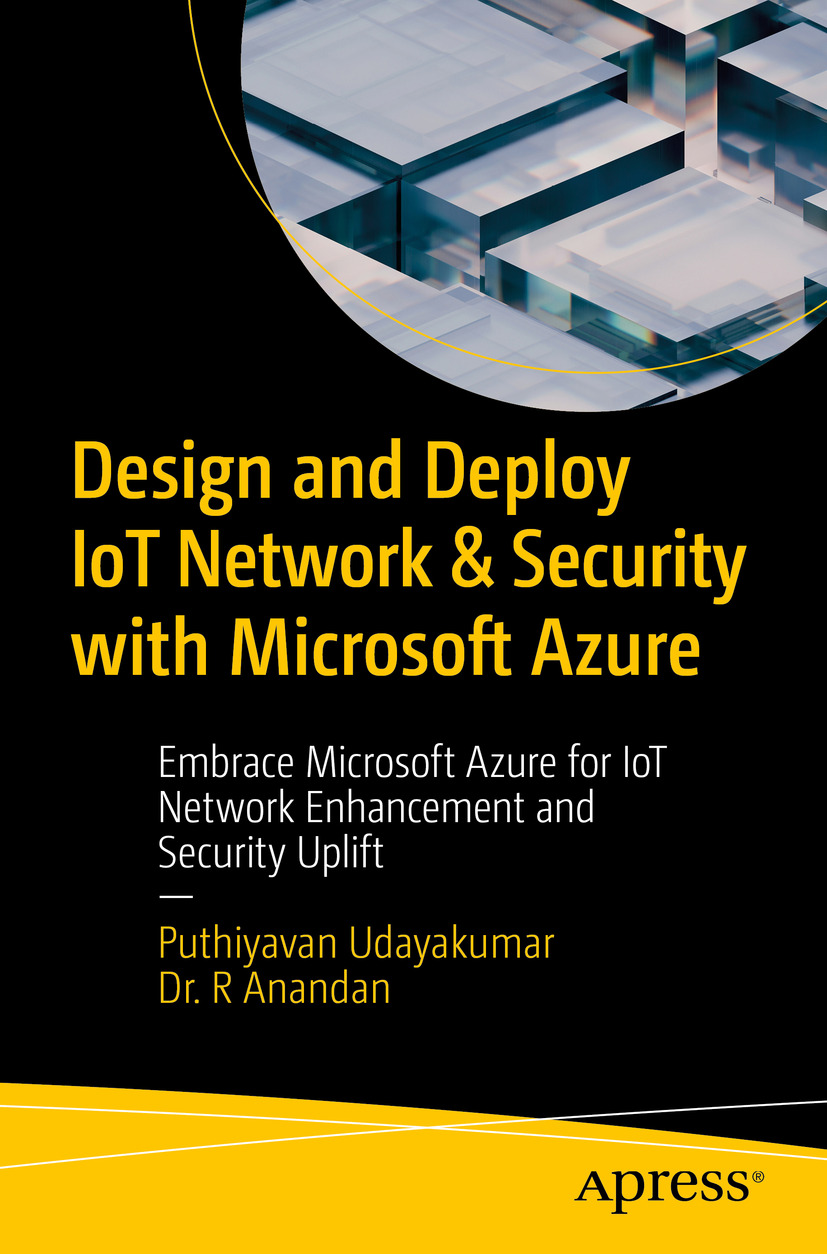 Design and Deploy
IoT Network & Security
with Microsoft Azure
Embrace Microsoft Azure for IoT
Network Enhancement and
Security Uplift
—
Puthiyavan Udayakumar
Dr. R Anandan
Apress®